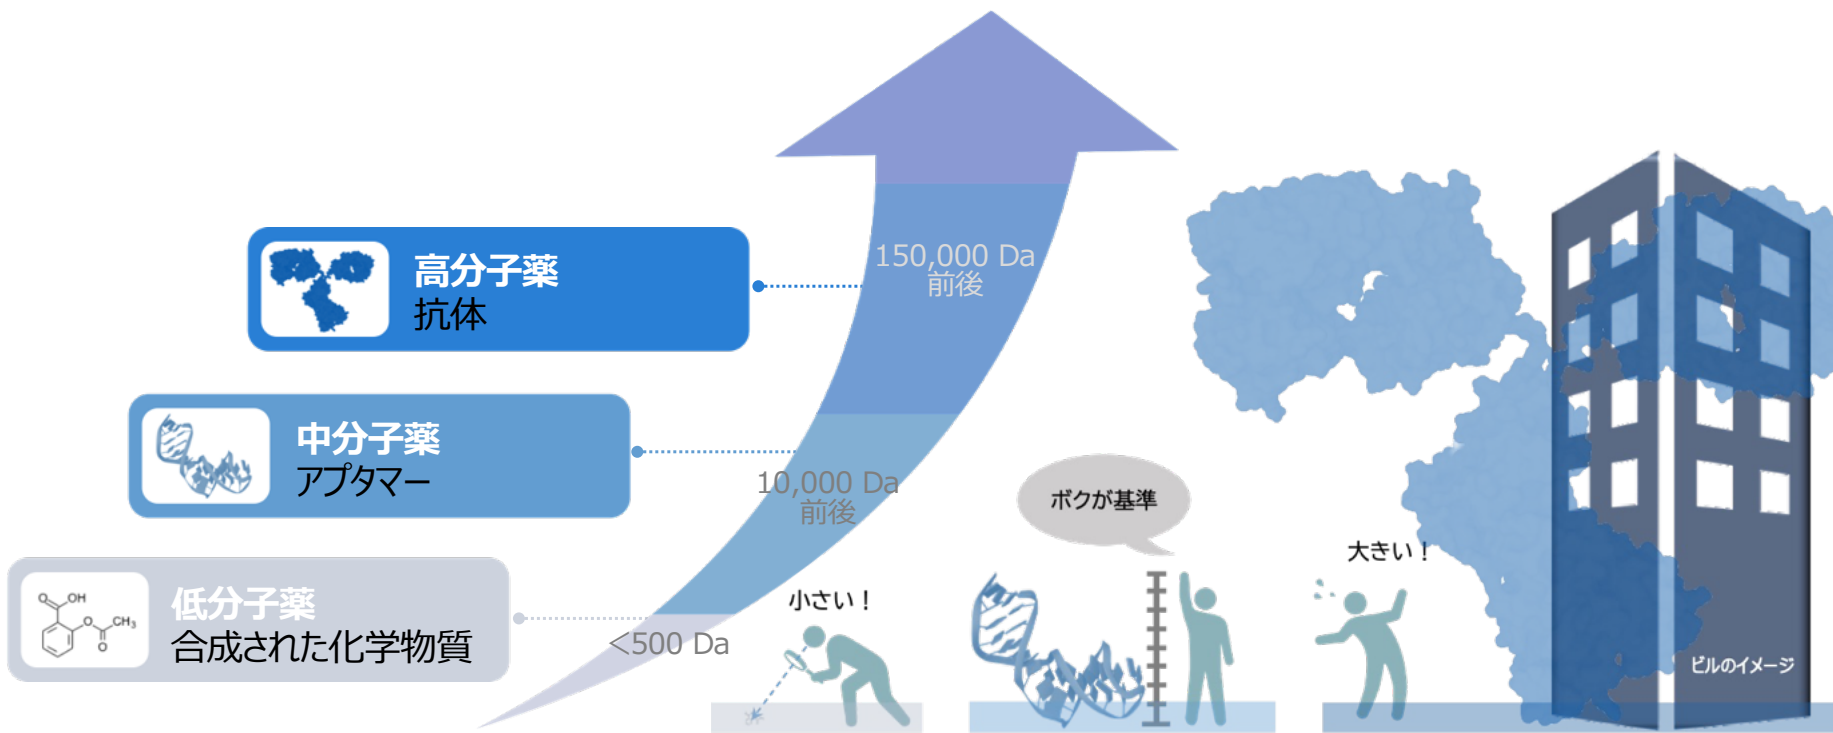 高分子薬
抗体
150,000 Da
前後
中分子薬
アプタマー
10,000 Da
前後
低分子薬
合成された化学物質
<500 Da
O
OH
O
CH₃
O
小さい！
ボクが基準
大きい！
ビルのイメージ